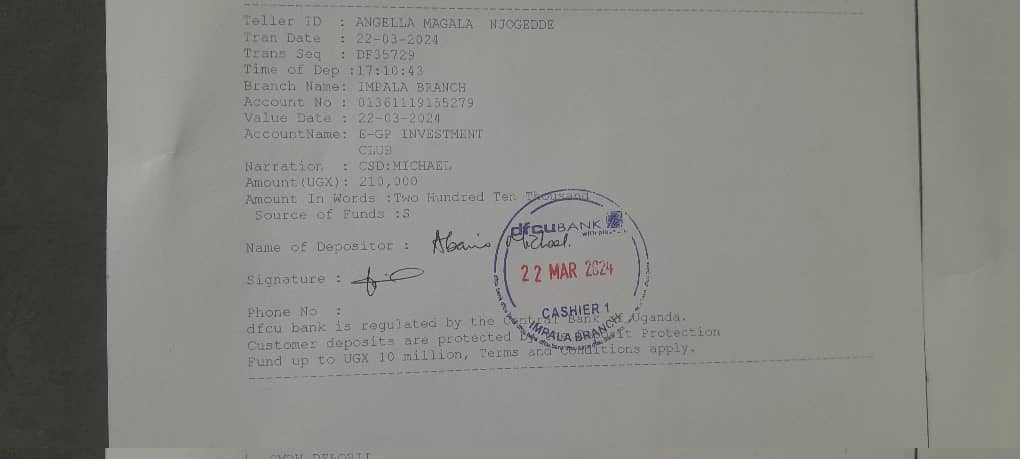 Teller ID : ANGELLA MAGALA NJOGEDDE
Tran Date : 22-03-2024
Trans Seq : DF35729
Time of Dep :17:10:43
Branch Name: IMPALA BRANCH
Account No : 01361119155279
Value Date : 22-03-2024
AccountName: E-GP INVESTMENT
CLUB
Narration : CSD:MICHAEL
Amount(UGX): 210,000
Amount In Words :Two Hundred Ten Thousand
Source of Funds :S
dfcu BANK
Name of Depositor : Michael.
22 MAR 2024
Signature :
CASHIER 1
IMPALA BRANCH
Phone No :
dfcu bank is regulated by the Central Bank of Uganda.
Customer deposits are protected by Deposit Protection
Fund up to UGX 10 million, Terms and Conditions apply.